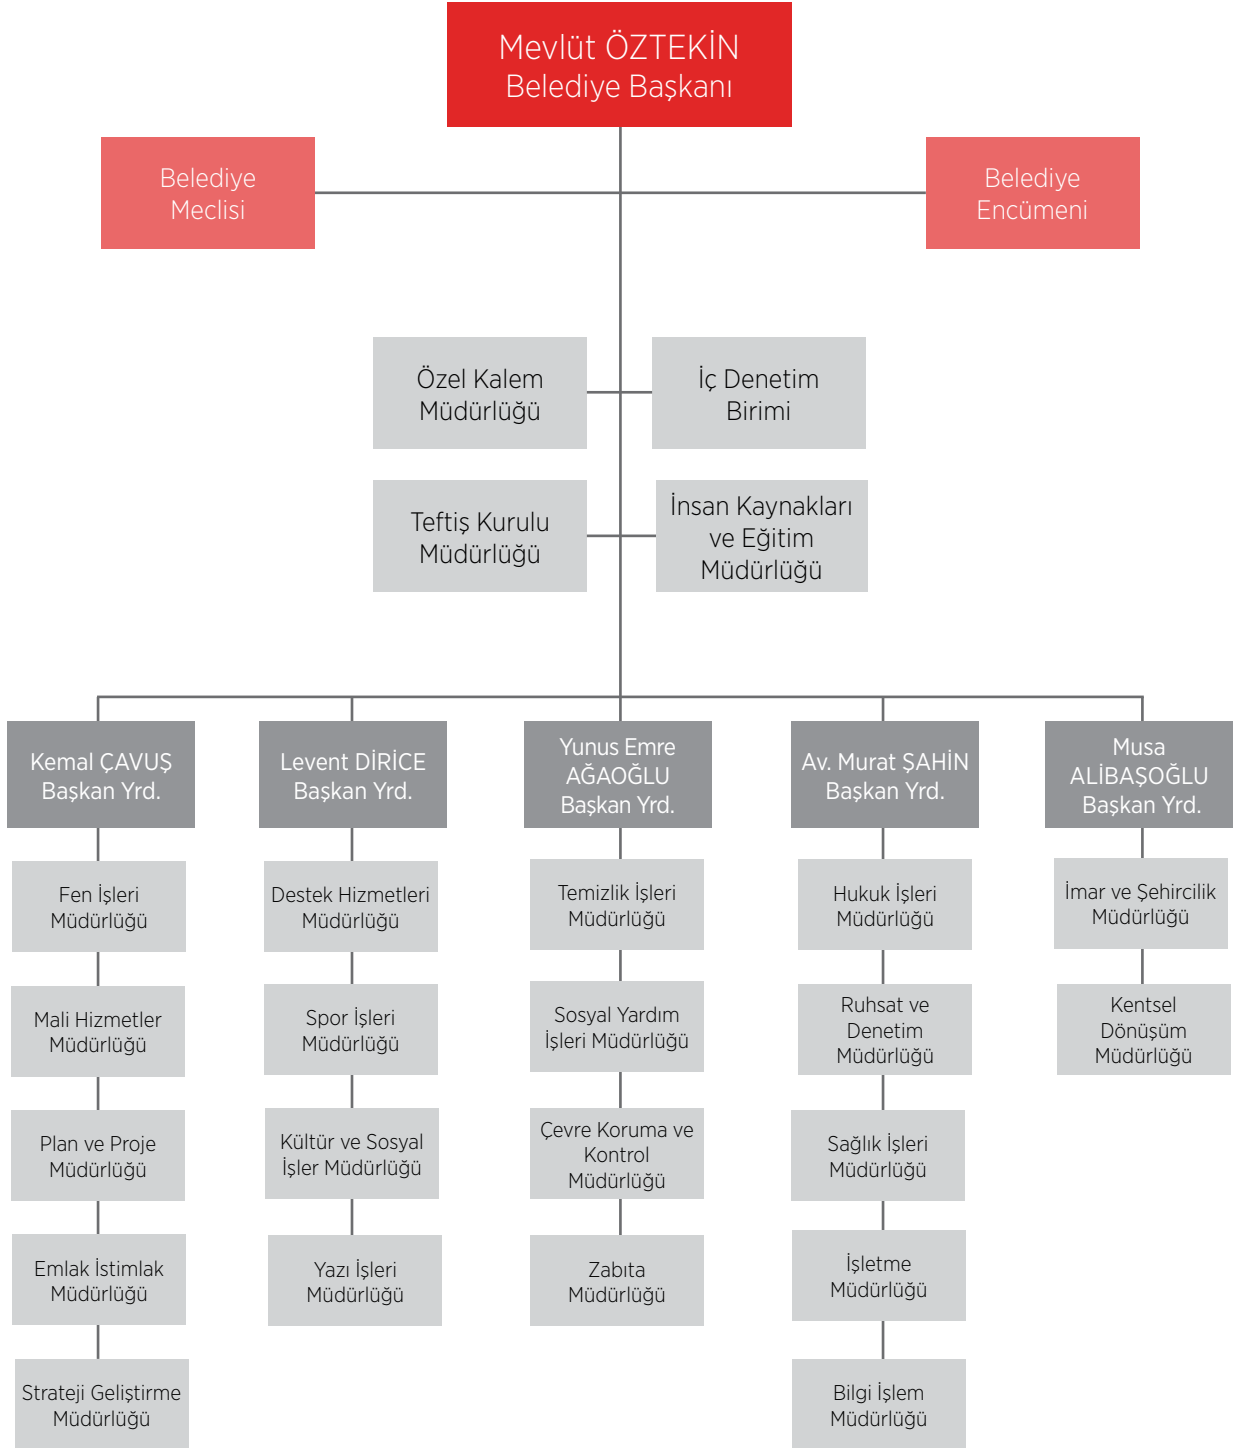 Mevlüt ÖZTEKİN
Belediye Başkanı
Belediye
Meclisi
Belediye
Encümeni
Özel Kalem
Müdürlüğü
İç Denetim
Birimi
Teftiş Kurulu
Müdürlüğü
İnsan Kaynakları
ve Eğitim
Müdürlüğü
Kemal ÇAVUŞ
Başkan Yrd.
Levent DİRİCE
Başkan Yrd.
Yunus Emre
AĞAOĞLU
Başkan Yrd.
Av. Murat ŞAHİN
Başkan Yrd.
Musa
ALİBAŞOĞLU
Başkan Yrd.
Fen İşleri
Müdürlüğü
Mali Hizmetler
Müdürlüğü
Plan ve Proje
Müdürlüğü
Emlak İstimlak
Müdürlüğü
Strateji Geliştirme
Müdürlüğü
Destek Hizmetleri
Müdürlüğü
Spor İşleri
Müdürlüğü
Kültür ve Sosyal
İşler Müdürlüğü
Yazı İşleri
Müdürlüğü
Temizlik İşleri
Müdürlüğü
Sosyal Yardım
İşleri Müdürlüğü
Çevre Koruma ve
Kontrol
Müdürlüğü
Zabıta
Müdürlüğü
Hukuk İşleri
Müdürlüğü
Ruhsat ve
Denetim
Müdürlüğü
Sağlık İşleri
Müdürlüğü
İşletme
Müdürlüğü
Bilgi İşlem
Müdürlüğü
İmar ve Şehircilik
Müdürlüğü
Kentsel
Dönüşüm
Müdürlüğü